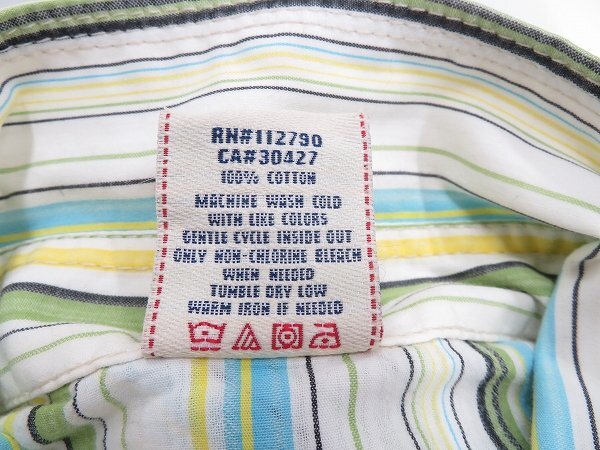 RN#112790
CA#30427
100% COTTON
MACHINE WASH COLD
WITH LIKE COLORS
GENTLE CYCLE INSIDE OUT
ONLY NON-CHLORINE BLEACH
WHEN NEEDED
TUMBLE DRY LOW
WARM IRON IF NEEDED